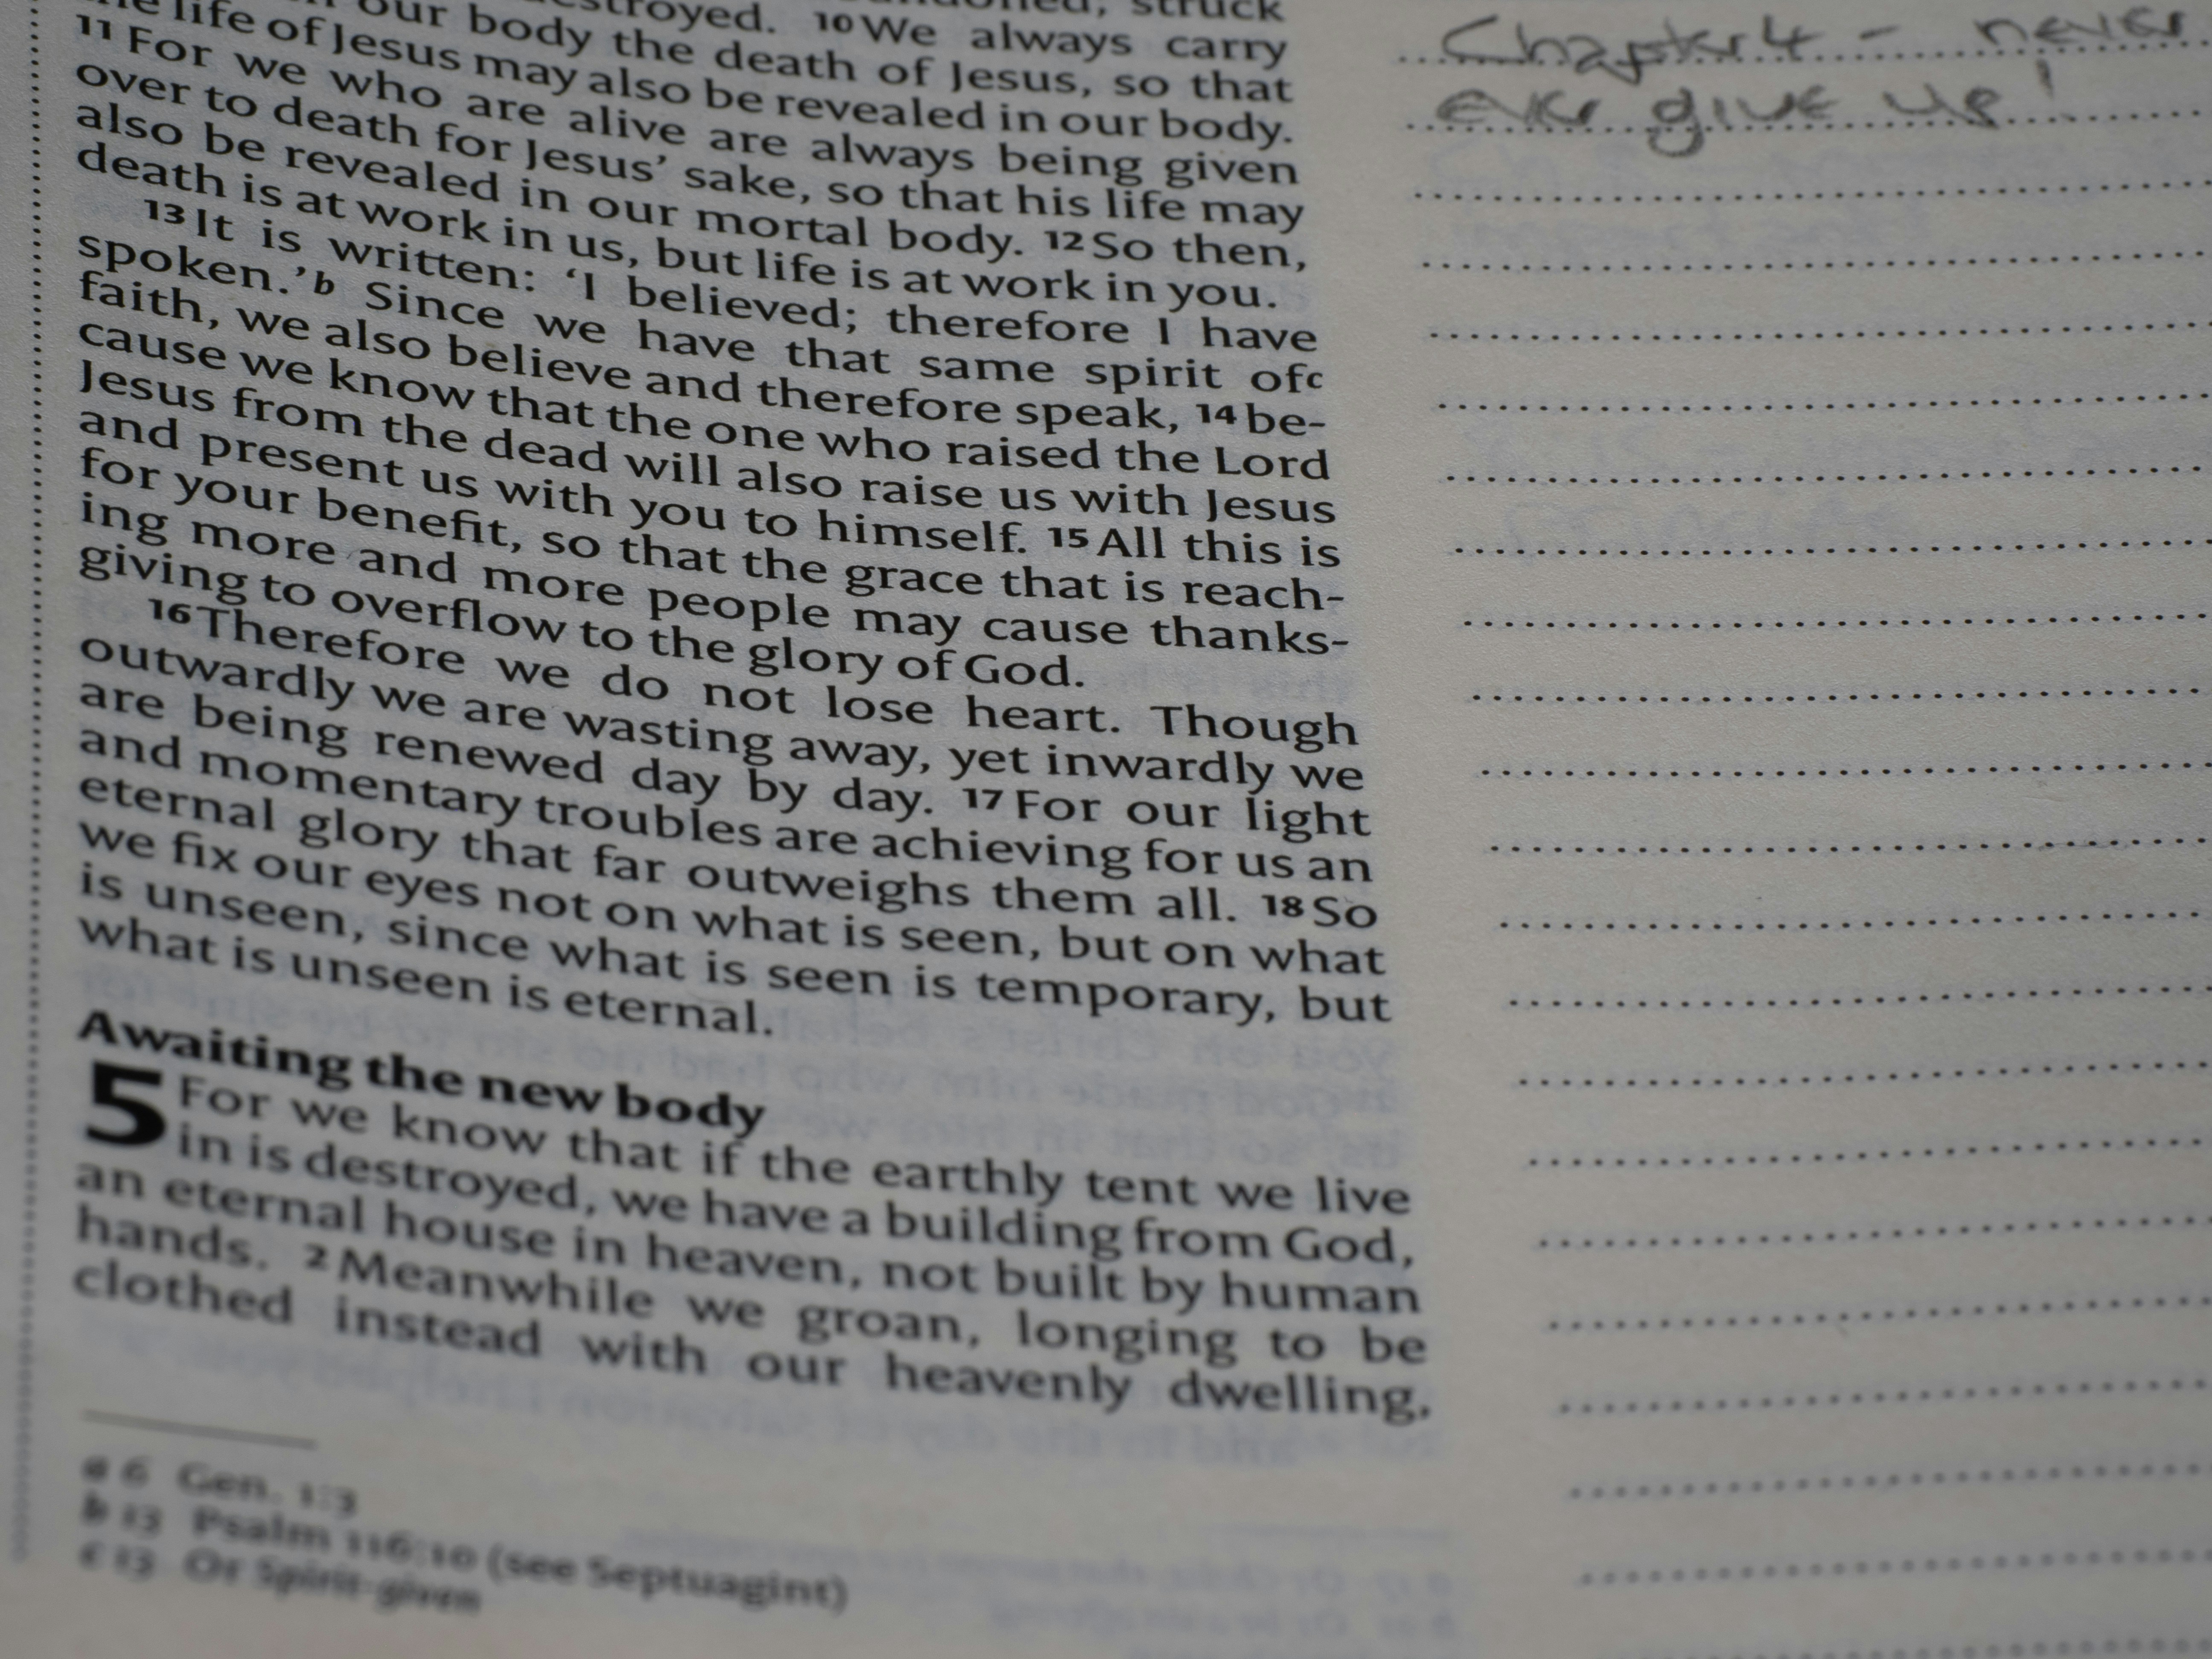 struck
destroyed. 10 We always carry
our body the death of Jesus, so that
the life of Jesus may also be revealed in our body.
11 For we who are alive are always being given
over to death for Jesus’ sake, so that his life may
also be revealed in our mortal body. 12 So then,
death is at work in us, but life is at work in you.
13 It is written: ‘I believed; therefore I have
spoken.’b Since we have that same spirit ofc
faith, we also believe and therefore speak, 14 be-
cause we know that the one who raised the Lord
Jesus from the dead will also raise us with Jesus
and present us with you to himself. 15 All this is
for your benefit, so that the grace that is reach-
ing more and more people may cause thanks-
giving to overflow to the glory of God.
16 Therefore we do not lose heart. Though
outwardly we are wasting away, yet inwardly we
are being renewed day by day. 17 For our light
and momentary troubles are achieving for us an
eternal glory that far outweighs them all. 18 So
we fix our eyes not on what is seen, but on what
is unseen, since what is seen is temporary, but
what is unseen is eternal.
Awaiting the new body
5 For we know that if the earthly tent we live
in is destroyed, we have a building from God,
an eternal house in heaven, not built by human
hands. 2 Meanwhile we groan, longing to be
clothed instead with our heavenly dwelling,
a 6 Gen. 1:3
b 13 Psalm 116:10 (see Septuagint)
c 13 Or Spirit-given
Chapter 4 - never
ever give up!